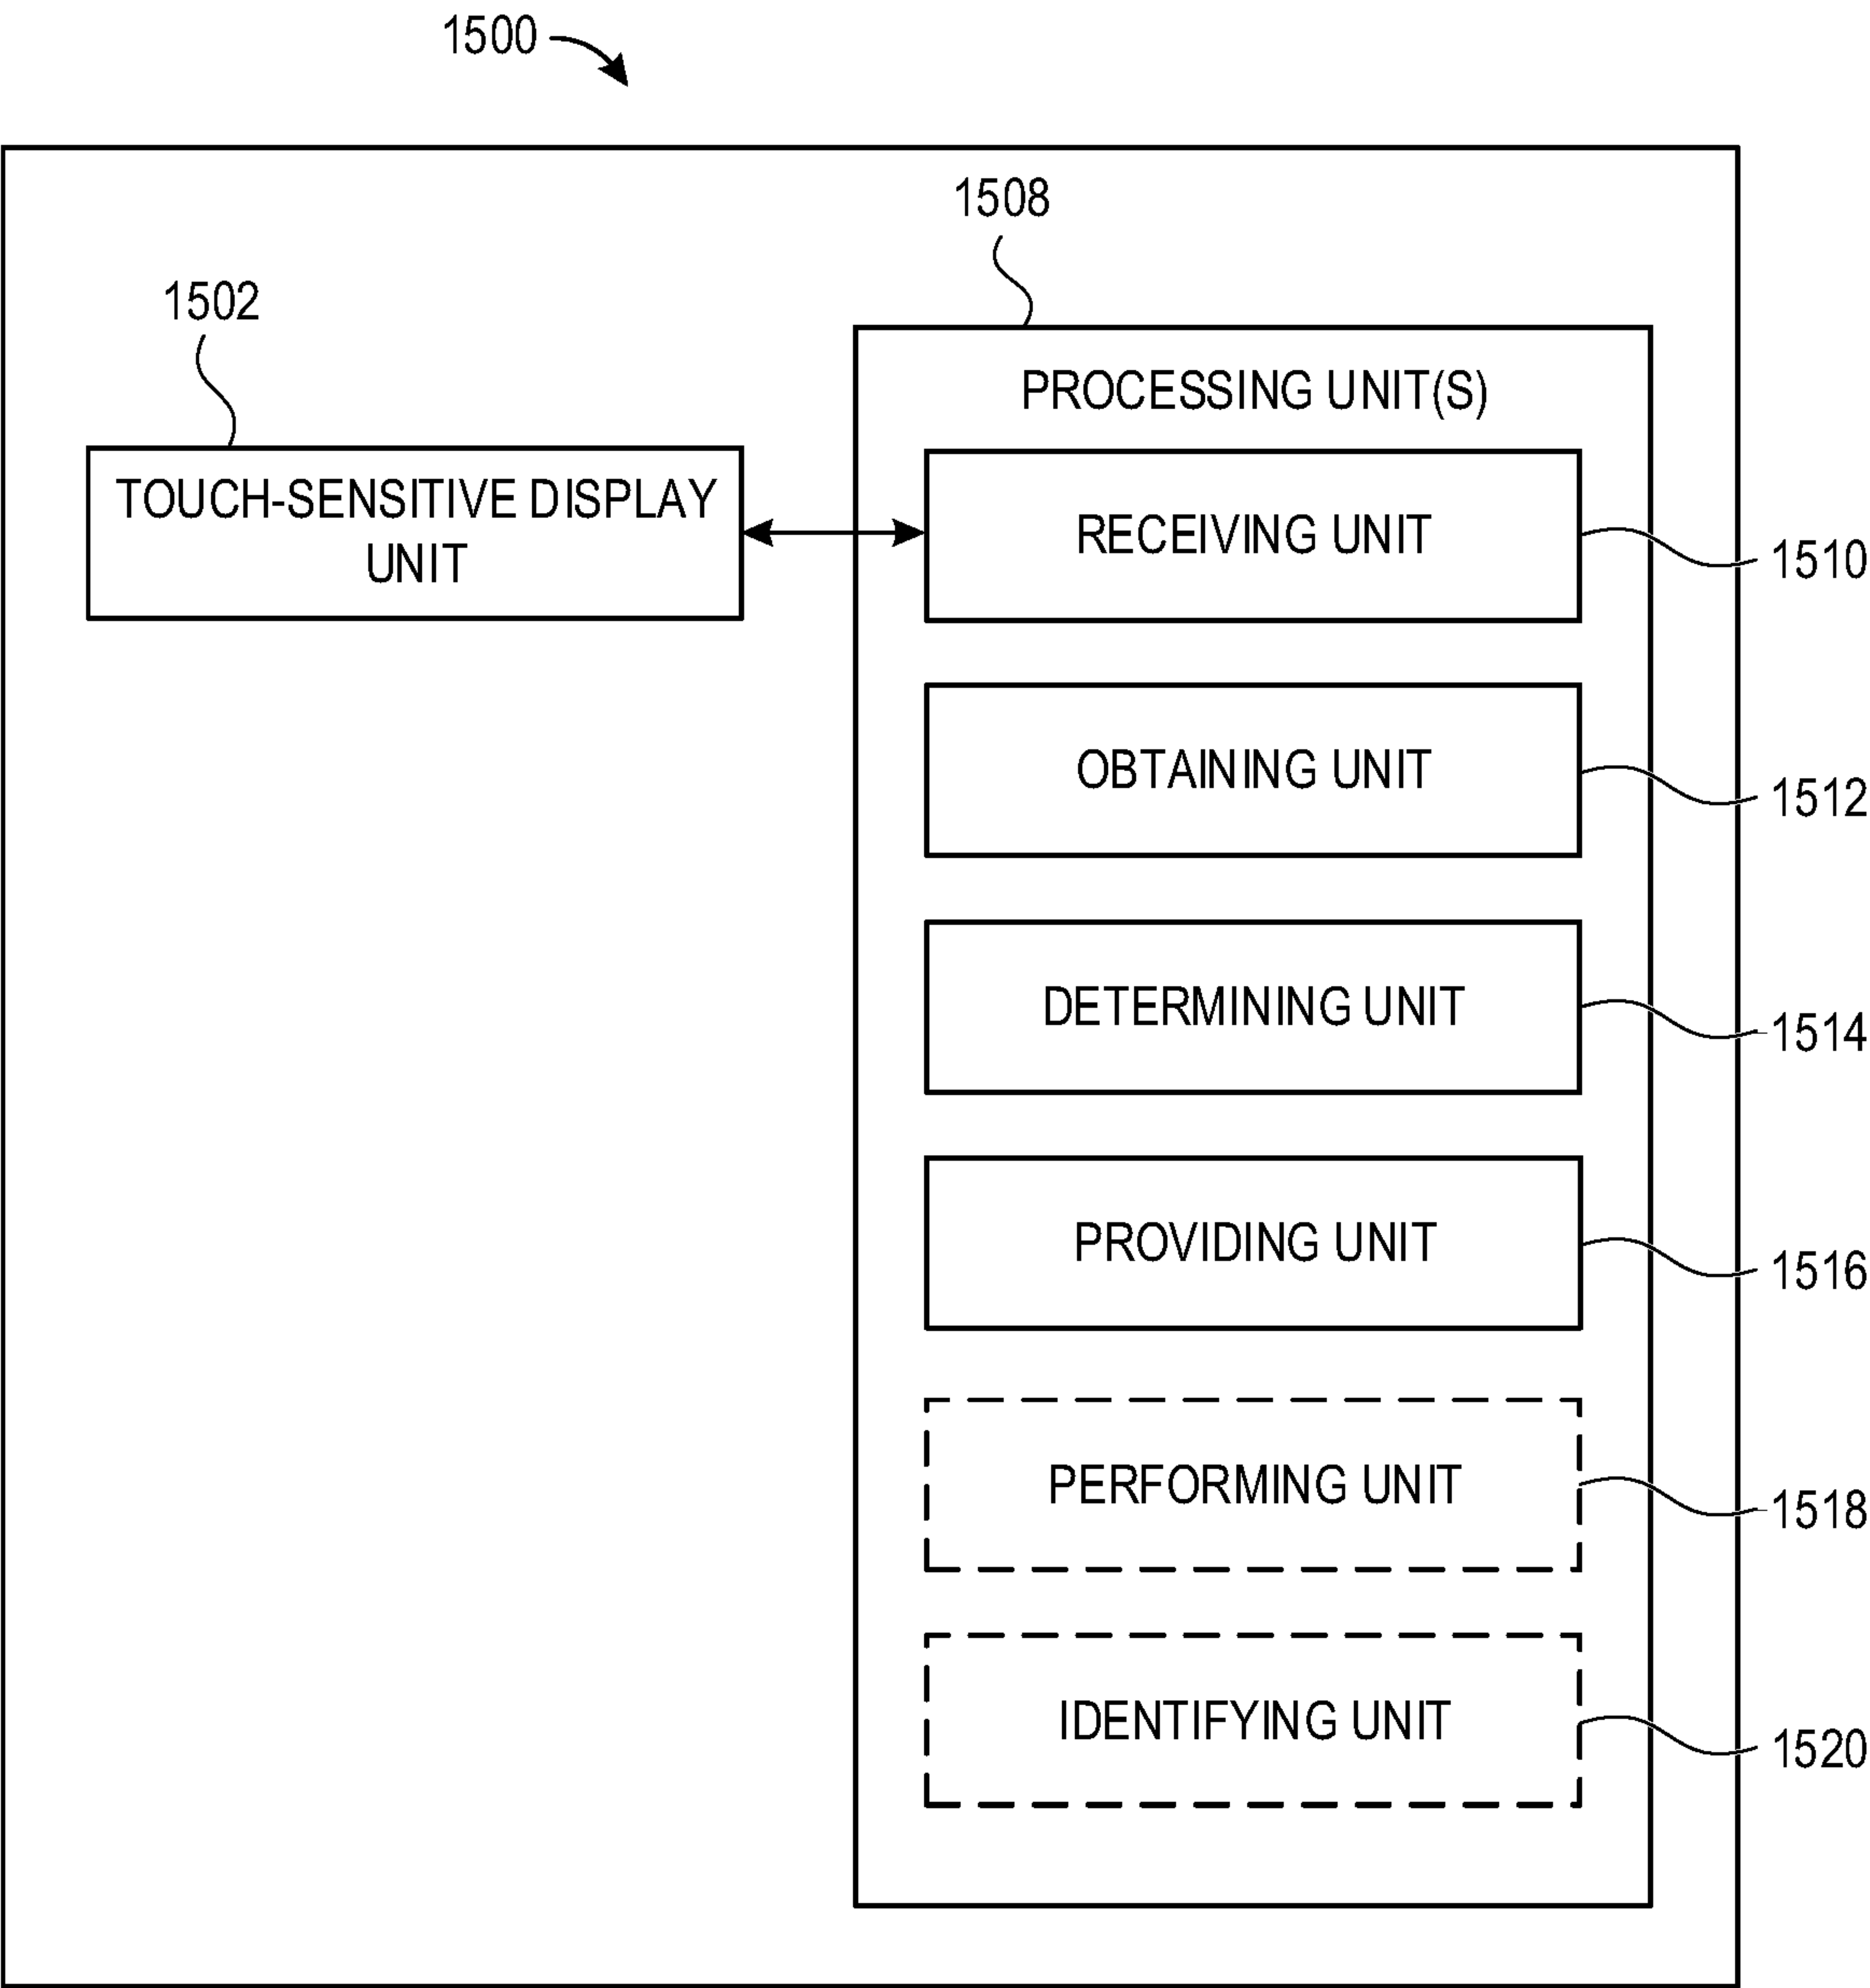 1500
1508
1502
PROCESSING UNIT(S)
TOUCH-SENSITIVE DISPLAY
UNIT
RECEIVING UNIT
1510
OBTAINING UNIT
1512
DETERMINING UNIT
1514
PROVIDING UNIT
1516
PERFORMING UNIT
1518
IDENTIFYING UNIT
1520